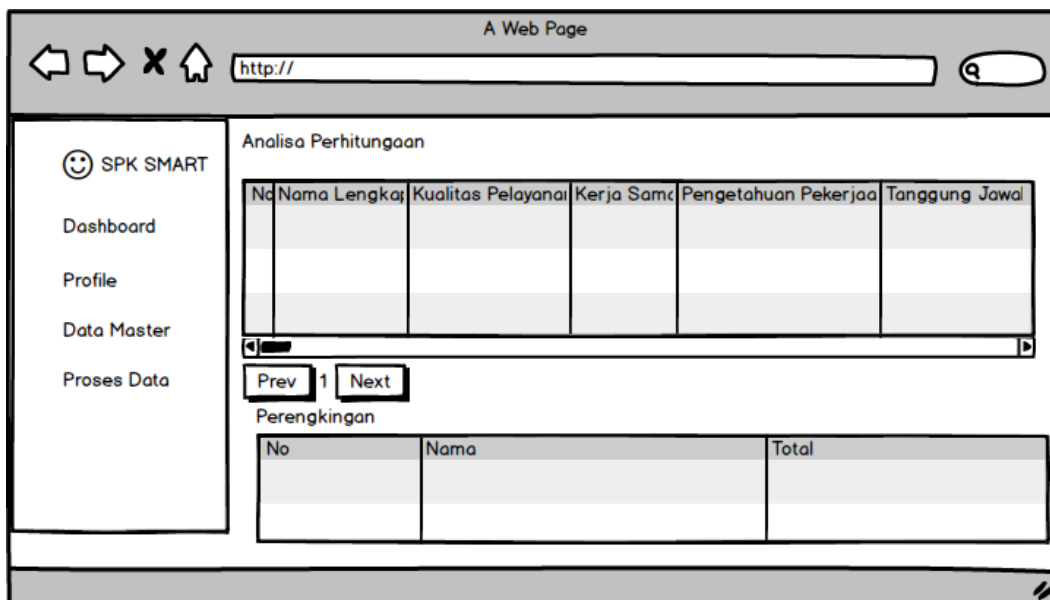 A Web Page
http://
SPK SMART
Dashboard
Profile
Data Master
Proses Data
Analisa Perhitungaan
No Nama Lengkap Kualitas Pelayanan Kerja Sama Pengetahuan Pekerjaa Tanggung Jawab
Prev 1 Next
Perengkingan
No Nama Total